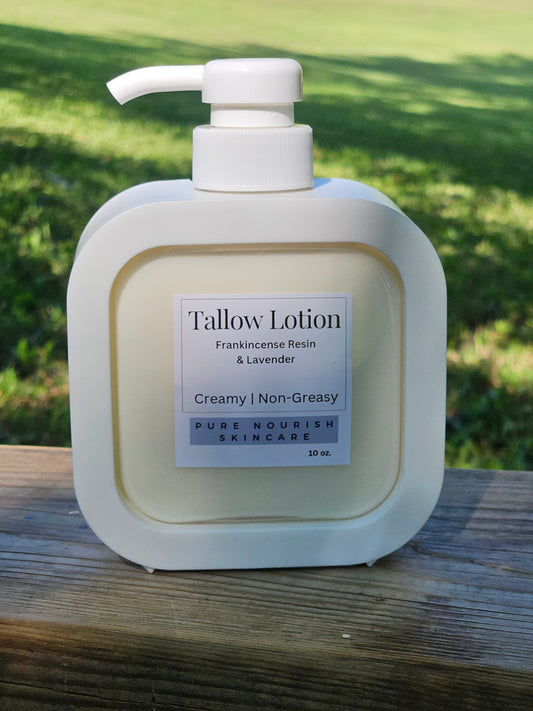 Tallow Lotion
Frankincense Resin
& Lavender
Creamy | Non-Greasy
PURE NOURISH
SKINCARE
10 oz.